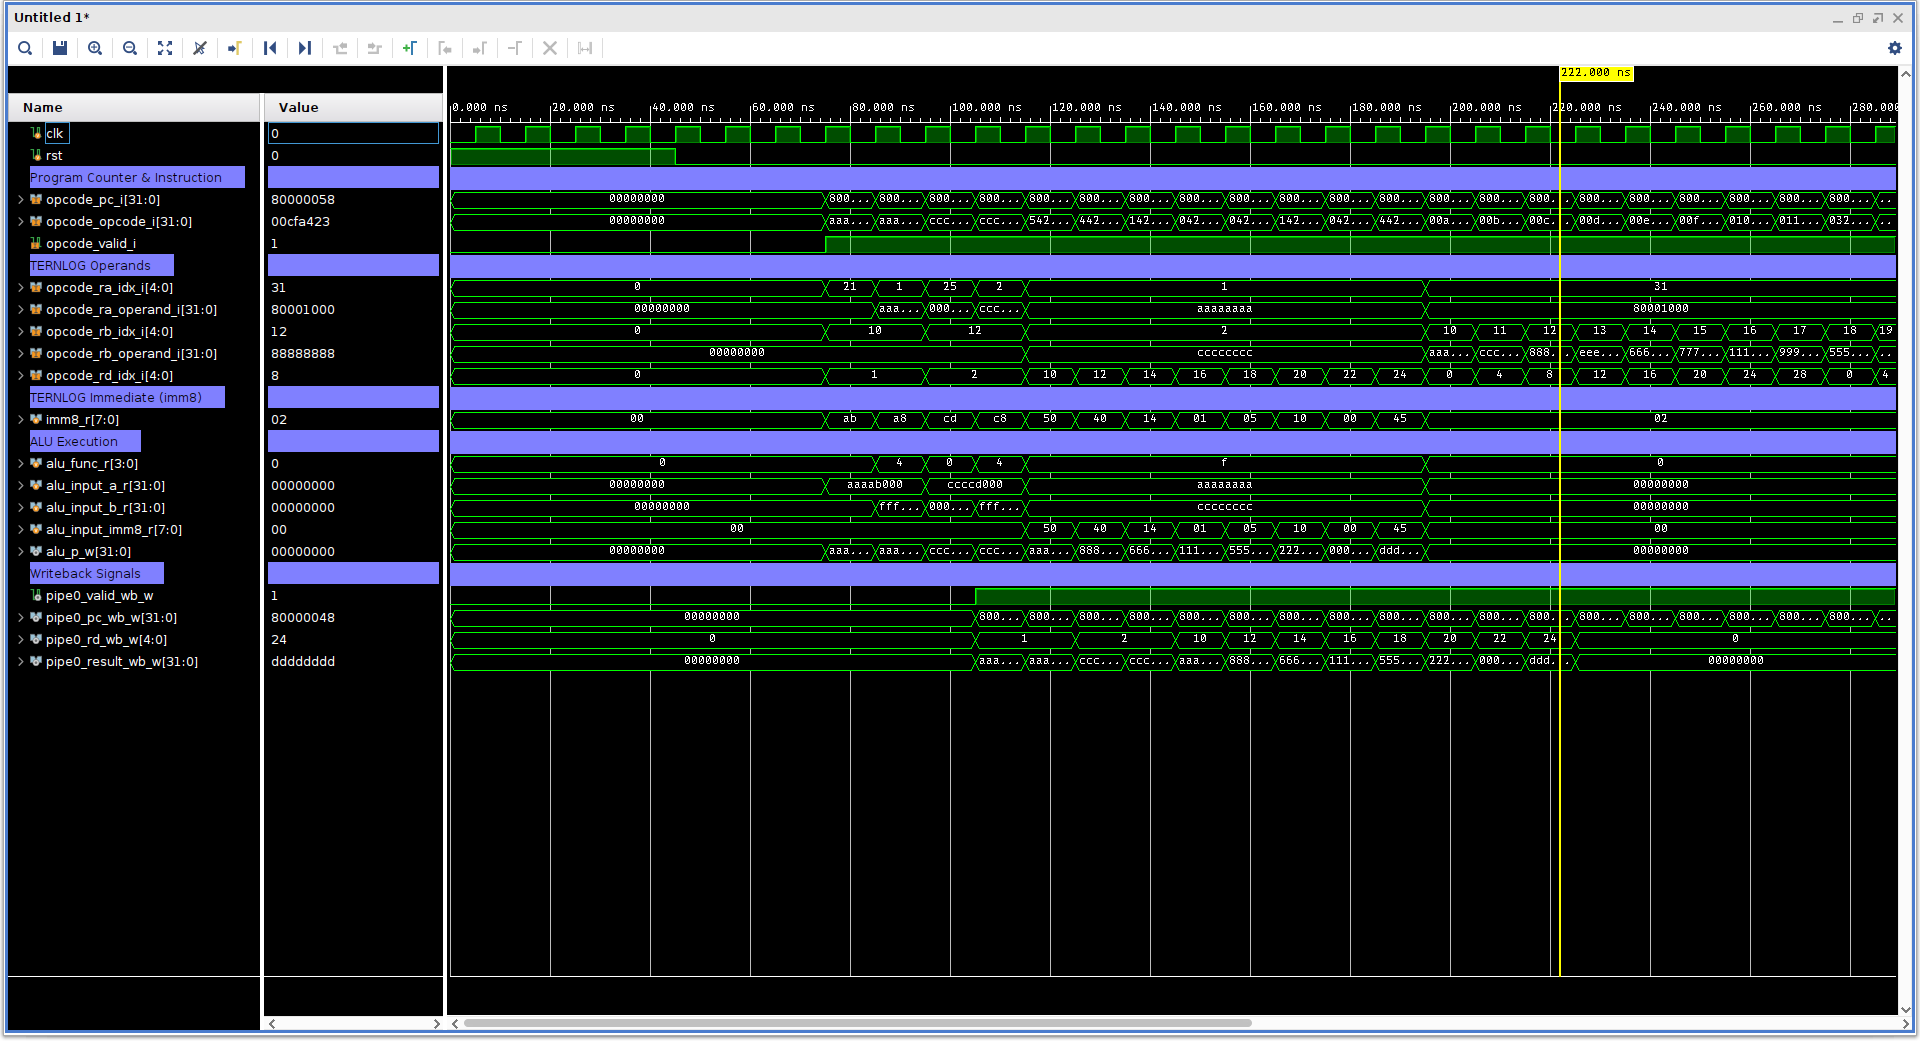 Untitled 1*
222.000 ns
Name Value 0.000 ns 20.000 ns 40.000 ns 60.000 ns 80.000 ns 100.000 ns 120.000 ns 140.000 ns 160.000 ns 180.000 ns 200.000 ns 220.000 ns 240.000 ns 260.000 ns 280.000
clk 0
rst 0
Program Counter & Instruction
opcode_pc_i[31:0] 80000058 00000000 800... 800... 800... 800... 800... 800... 800... 800... 800... 800... 800... 800... 800... 800... 800... 800... 800... 800... 800... 800... 800... ..
opcode_opcode_i[31:0] 00cfa423 00000000 aaa... aaa... ccc... ccc... 542... 442... 142... 042... 042... 142... 042... 442... 00a... 00b... 00c... 00d... 00e... 00f... 010... 011... 032... ..
opcode_valid_i 1
TERNLOG Operands
opcode_ra_idx_i[4:0] 31 0 21 1 25 2 1 31
opcode_ra_operand_i[31:0] 80001000 00000000 aaa... 000... ccc... aaaaaaaa 80001000
opcode_rb_idx_i[4:0] 12 0 10 12 2 10 11 12 13 14 15 16 17 18 19
opcode_rb_operand_i[31:0] 88888888 00000000 cccccccc aaa... ccc... 888... eee... 666... 777... 111... 999... 555... ..
opcode_rd_idx_i[4:0] 8 0 1 2 10 12 14 16 18 20 22 24 0 4 8 12 16 20 24 28 0 4
TERNLOG Immediate (imm8)
imm8_r[7:0] 02 00 ab a8 cd c8 50 40 14 01 05 10 00 45 02
ALU Execution
alu_func_r[3:0] 0 0 4 0 4 f 0
alu_input_a_r[31:0] 00000000 00000000 aaaab000 ccccd000 aaaaaaaa 00000000
alu_input_b_r[31:0] 00000000 00000000 fff... 000... fff... cccccccc 00000000
alu_input_imm8_r[7:0] 00 00 50 40 14 01 05 10 00 45 00
alu_p_w[31:0] 00000000 00000000 aaa... aaa... ccc... ccc... aaa... 888... 666... 111... 555... 222... 000... ddd... 00000000
Writeback Signals
pipe0_valid_wb_w 1
pipe0_pc_wb_w[31:0] 80000048 00000000 800... 800... 800... 800... 800... 800... 800... 800... 800... 800... 800... 800... 800... 800... 800... 800... 800... 800... ..
pipe0_rd_wb_w[4:0] 24 0 1 2 10 12 14 16 18 20 22 24 0
pipe0_result_wb_w[31:0] dddddddd 00000000 aaa... aaa... ccc... ccc... aaa... 888... 666... 111... 555... 222... 000... ddd... 00000000